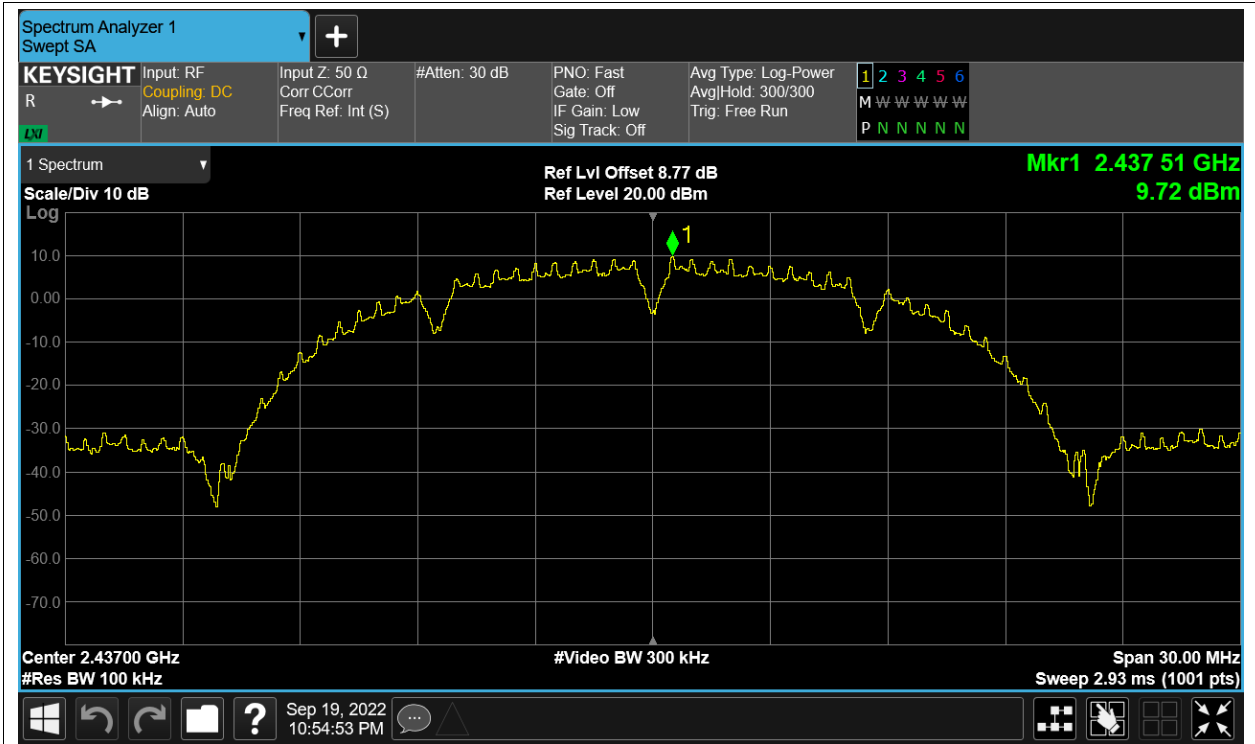 Spectrum Analyzer 1
Swept SA
KEYSIGHT
R
LXI
Input: RF
Coupling: DC
Align: Auto
Input Z: 50 Ω
Corr CCorr
Freq Ref: Int (S)
#Atten: 30 dB
PNO: Fast
Gate: Off
IF Gain: Low
Sig Track: Off
Avg Type: Log-Power
Avg|Hold: 300/300
Trig: Free Run
1 2 3 4 5 6
M W W W W W
P N N N N N
1 Spectrum
Scale/Div 10 dB
Log
Ref Lvl Offset 8.77 dB
Ref Level 20.00 dBm
Mkr1 2.437 51 GHz
9.72 dBm
1
10.0
0.00
-10.0
-20.0
-30.0
-40.0
-50.0
-60.0
-70.0
Center 2.43700 GHz
#Res BW 100 kHz
#Video BW 300 kHz
Span 30.00 MHz
Sweep 2.93 ms (1001 pts)
?
Sep 19, 2022
10:54:53 PM